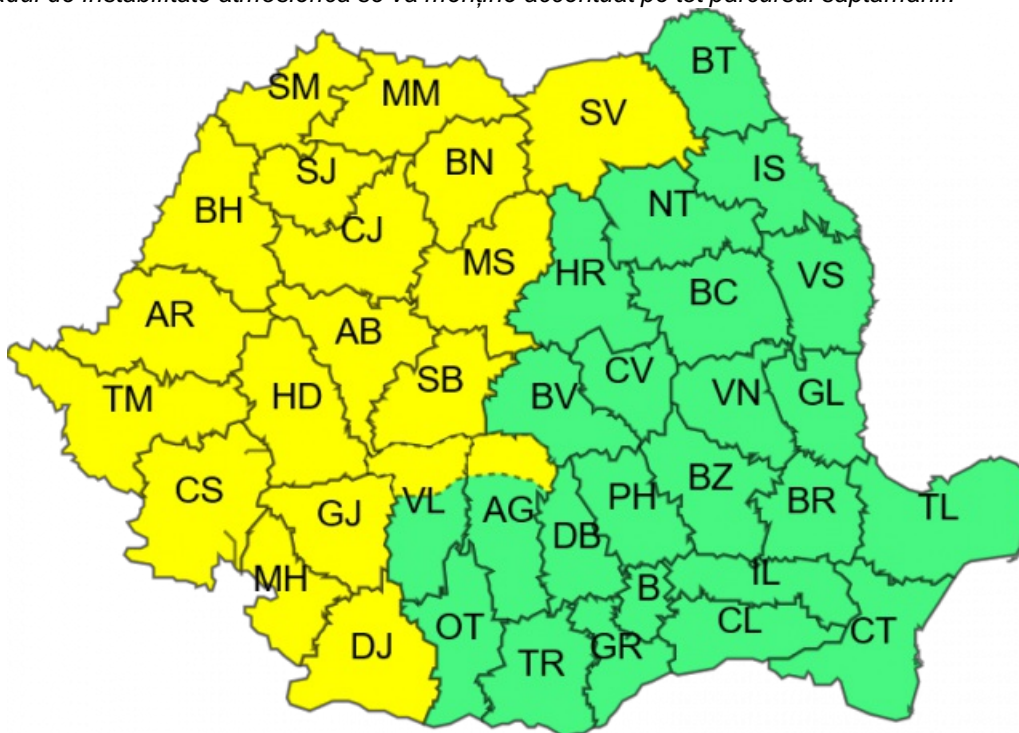 de instabilitate atmosferică se va menține accentuat pe tot parcursul săptămânii.
BT
SM
MM
SV
BN
IS
SJ
NT
BH
CJ
MS
HR
VS
BC
AR
AB
CV
SB
TM
HD
BV
VN
GL
CS
VL
PH
BZ
BR
TL
GJ
AG
DB
MH
B
IL
OT
CL
CT
DJ
TR
GR